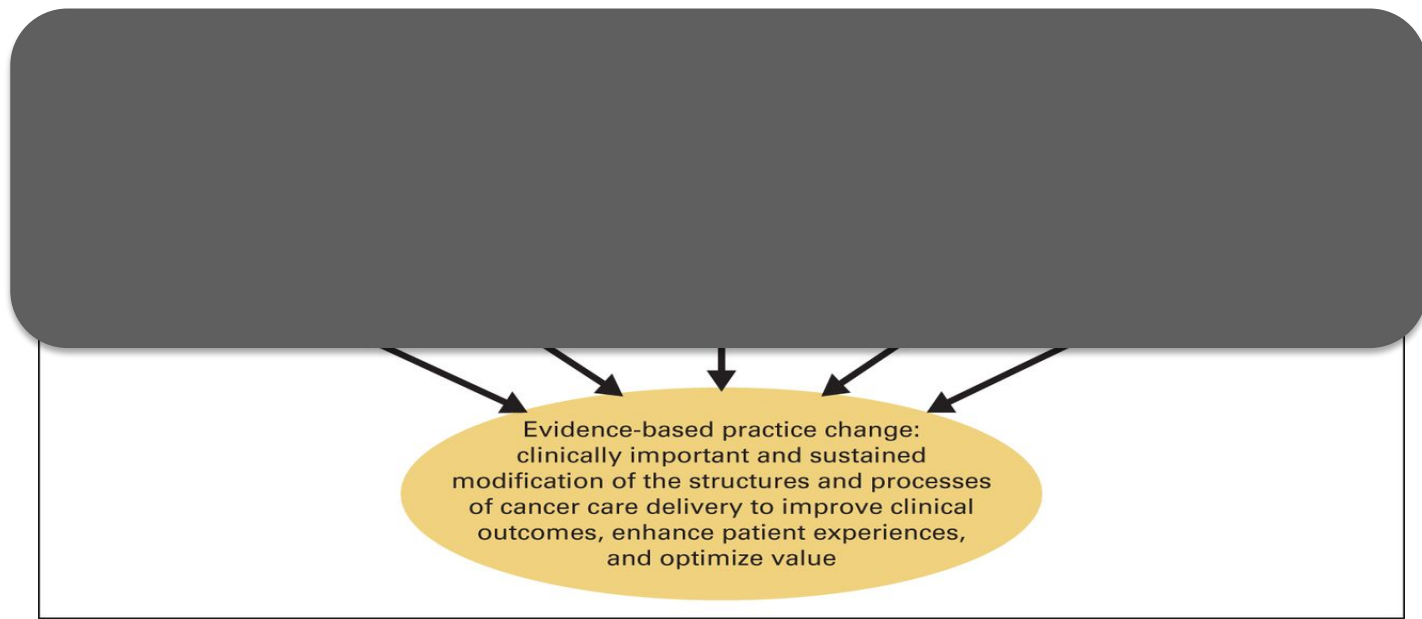 Evidence-based practice change:
clinically important and sustained
modification of the structures and processes
of cancer care delivery to improve clinical
outcomes, enhance patient experiences,
and optimize value